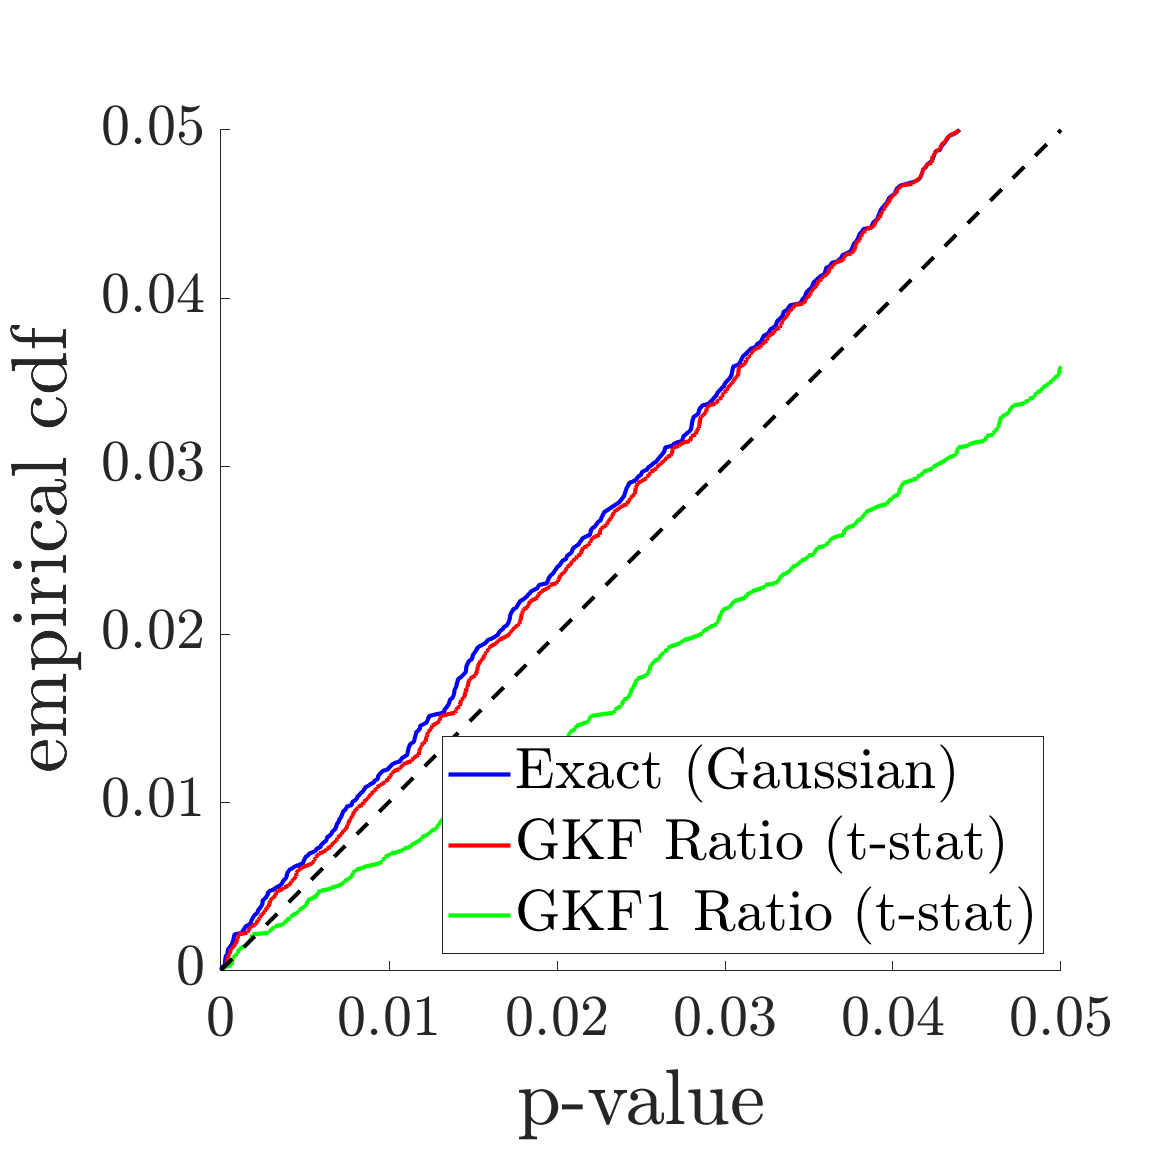 empirical cdf
0.05
0.04
0.03
0.02
0.01
0
Exact (Gaussian)
GKF Ratio (t-stat)
GKF1 Ratio (t-stat)
0 0.01 0.02 0.03 0.04 0.05
p-value